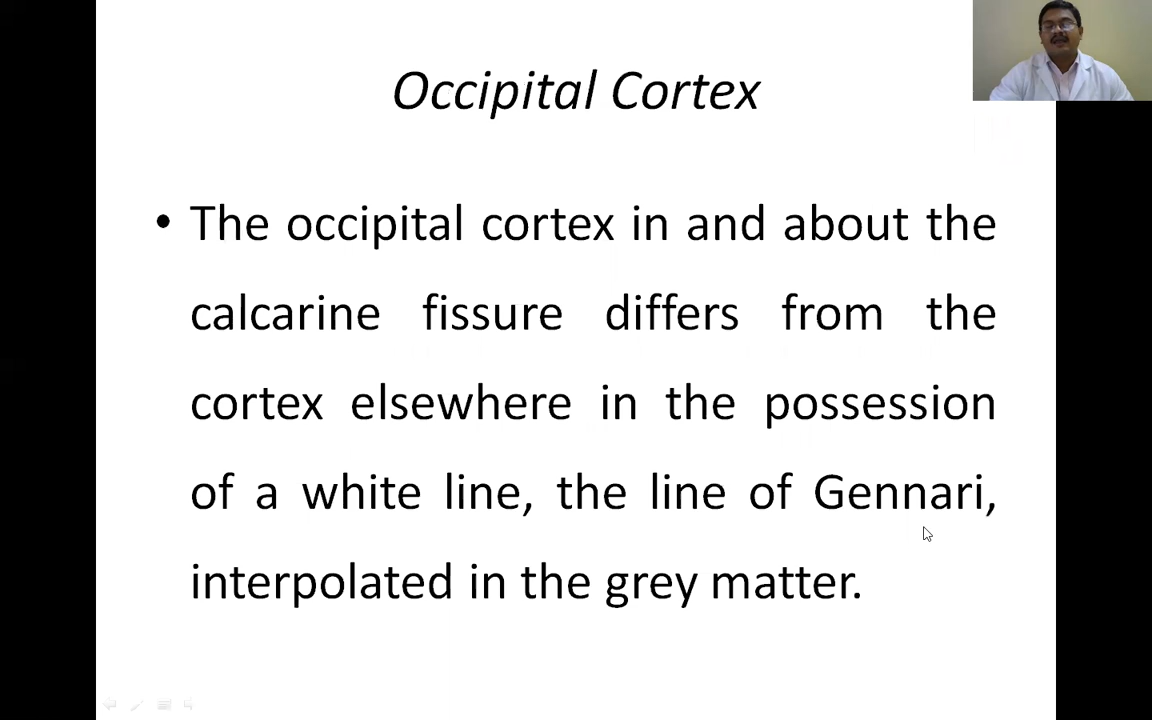 Occipital Cortex
• The occipital cortex in and about the
calcarine fissure differs from the
cortex elsewhere in the possession
of a white line, the line of Gennari,
interpolated in the grey matter.